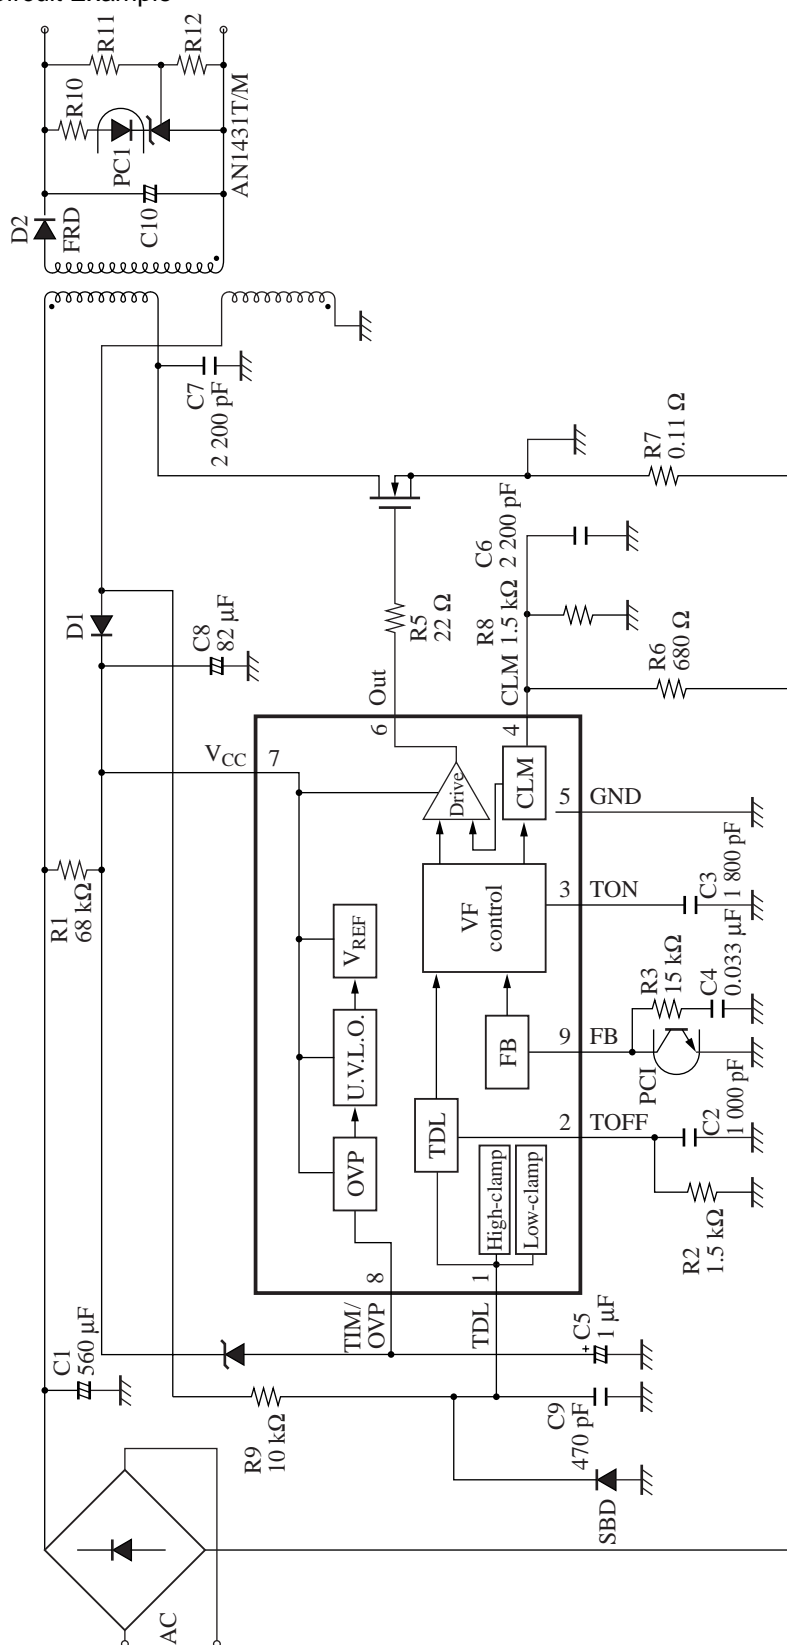 R11
R12
R10
PC1
AN1431T/M
D2
FRD
C10
C7
2 200 pF
R7
0.11 Ω
C6
2 200 pF
D1
C8
82 µF
R5
22 Ω
R8
1.5 kΩ
R6
680 Ω
Out
CLM
VCC
7
6
4
Drive
CLM
5
GND
R1
68 kΩ
VREF
VF
control
3
TON
C3
1 800 pF
U.V.L.O.
FB
9
FB
R3
15 kΩ
C4
0.033 µF
PCI
OVP
TDL
2
TOFF
C2
1 000 pF
High-clamp
Low-clamp
R2
1.5 kΩ
8
1
TIM/
OVP
TDL
C1
560 µF
+
C5
1 µF
R9
10 kΩ
C9
470 pF
SBD
AC